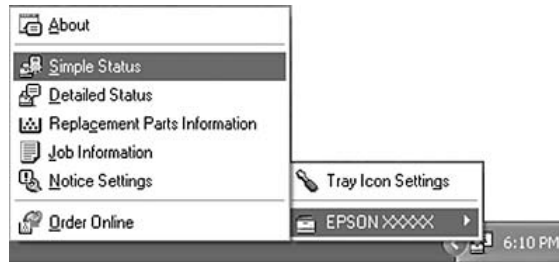 About
Simple Status
Detailed Status
Replacement Parts Information
Job Information
Notice Settings
Order Online
Tray Icon Settings
EPSON XXXXX
6:10 PM